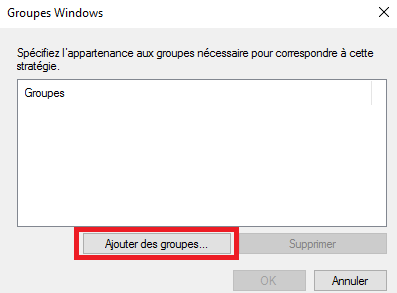 Groupes Windows
Spécifiez l'appartenance aux groupes nécessaire pour correspondre à cette
stratégie.
Groupes
Ajouter des groupes...
Supprimer
OK
Annuler